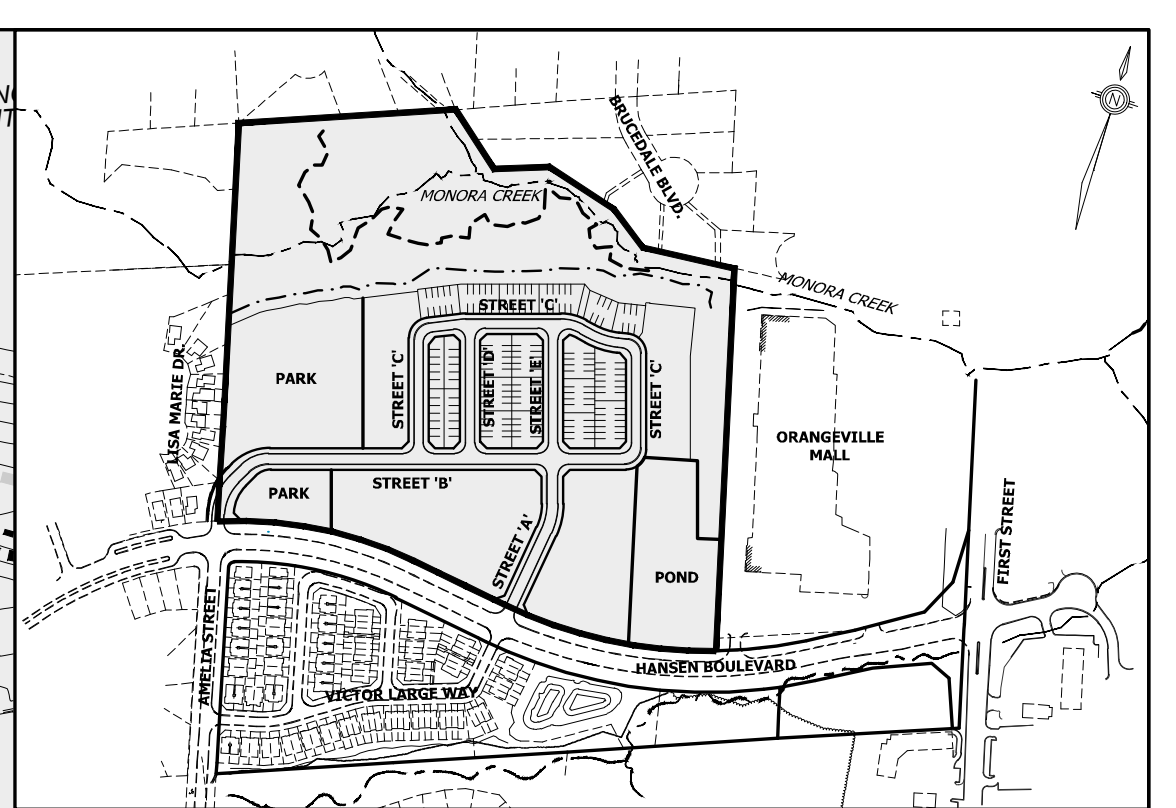 N
BRUCEDALE BLVD.
MONORA CREEK
MONORA CREEK
STREET 'C'
LISA MARIE DR.
PARK
STREET 'C'
STREET 'D'
STREET 'E'
STREET 'C'
ORANGEVILLE
MALL
PARK
STREET 'B'
STREET 'A'
FIRST STREET
POND
AMELIA STREET
HANSEN BOULEVARD
VICTOR LARGE WAY